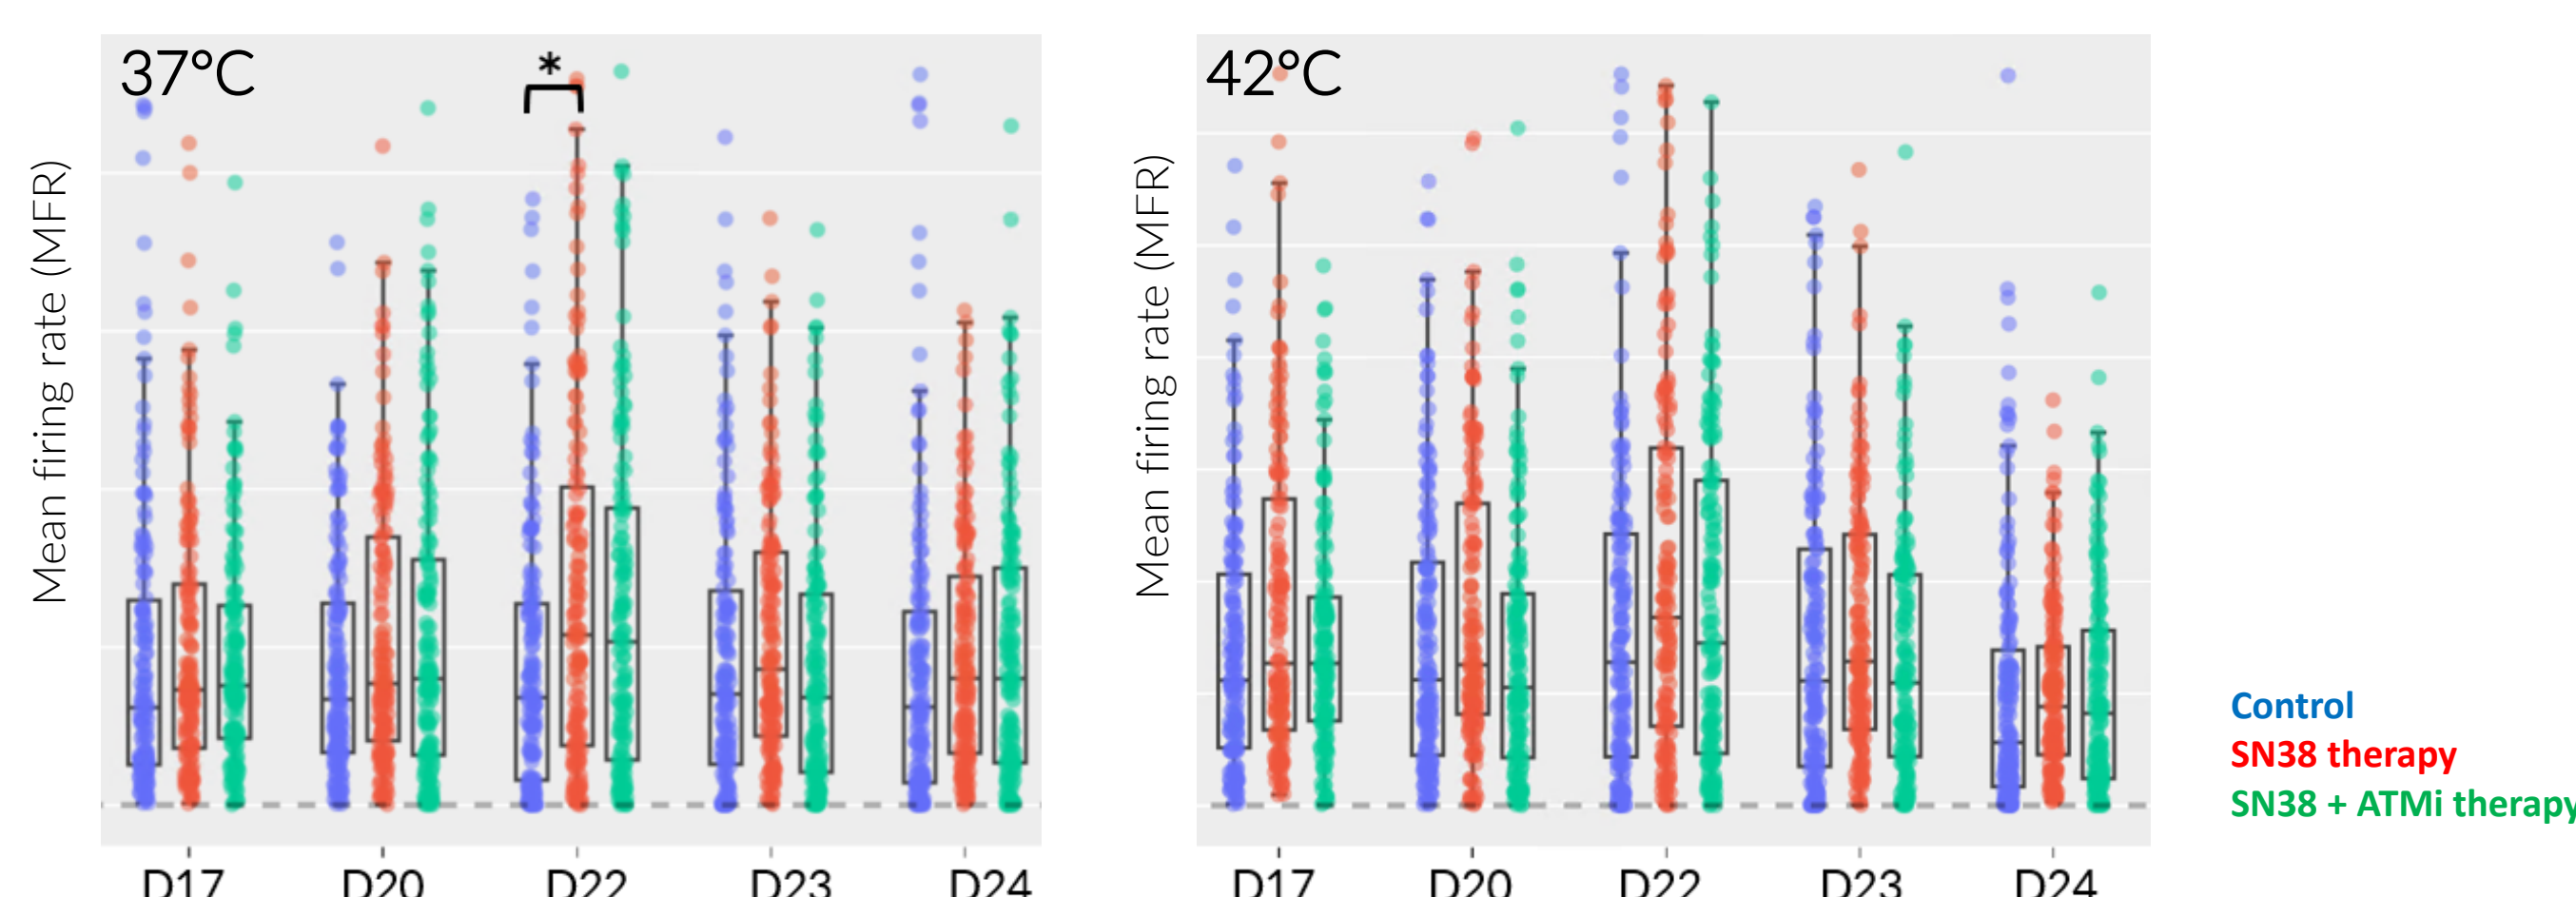 37°C
*
Mean firing rate (MFR)
D17 D20 D22 D23 D24
42°C
Mean firing rate (MFR)
D17 D20 D22 D23 D24
Control
SN38 therapy
SN38 + ATMi therapy